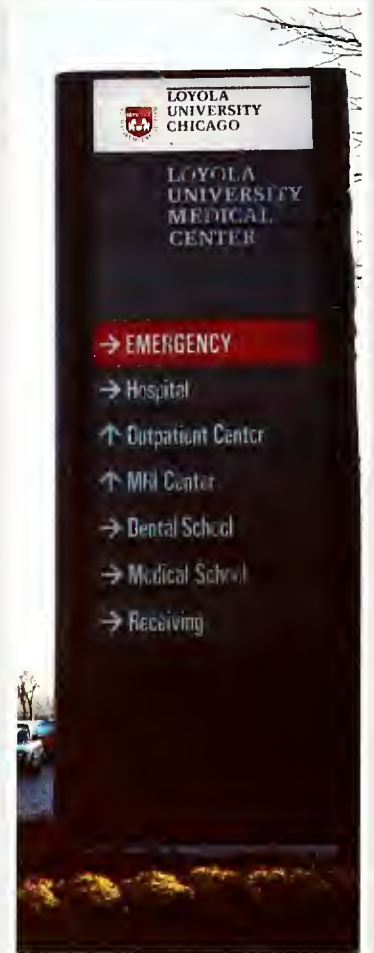 LOYOLA
UNIVERSITY
CHICAGO
LOYOLA
UNIVERSITY
MEDICAL
CENTER
→ EMERGENCY
→ Hospital
↑ Outpatient Center
↑ MRI Center
→ Dental School
→ Medical School
→ Receiving